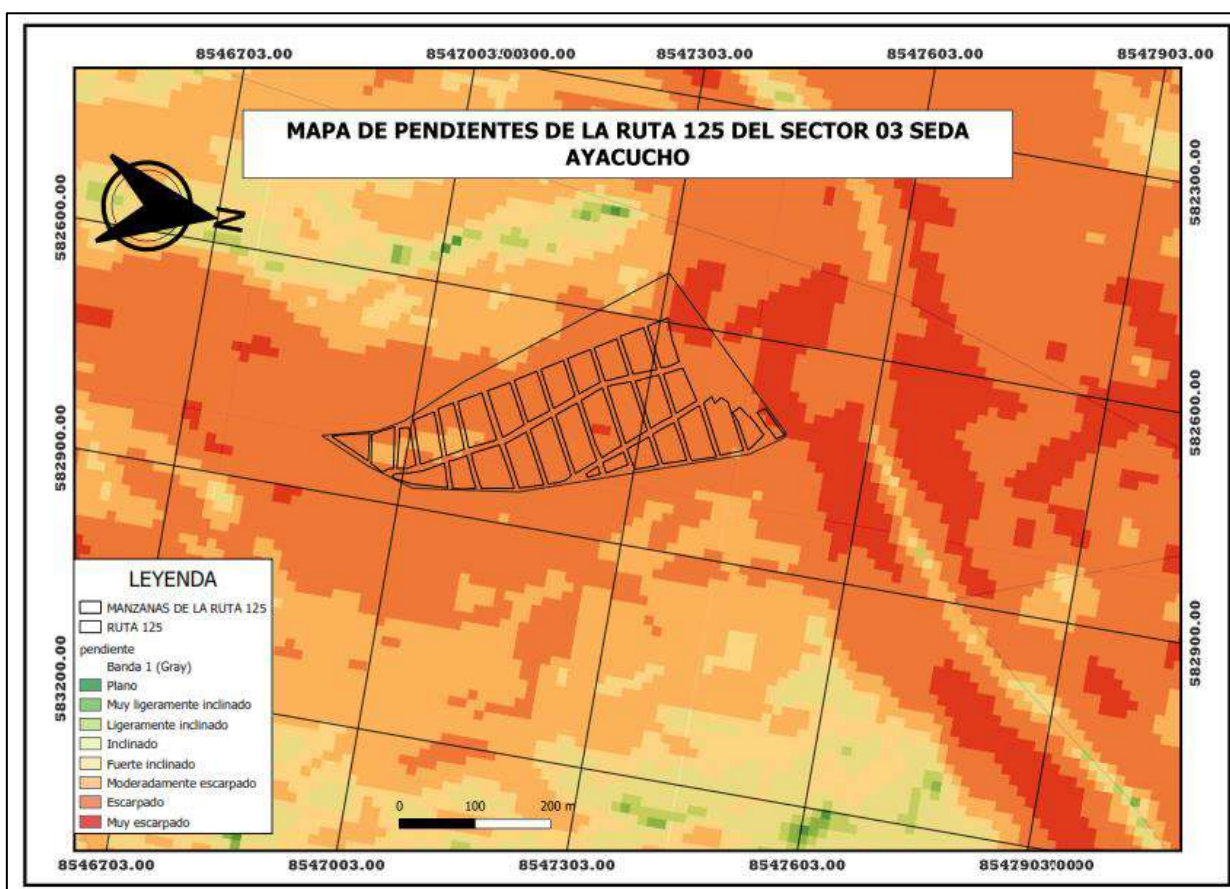 8546703.00 8547003.00 00300.00 8547303.00 8547603.00 8547903.00
MAPA DE PENDIENTES DE LA RUTA 125 DEL SECTOR 03 SEDA
AYACUCHO
N
582600.00
582900.00
583200.00
582300.00
582600.00
582900.00
LEYENDA
MANZANAS DE LA RUTA 125
RUTA 125
pendiente
Banda 1 (Gray)
Plano
Muy ligeramente inclinado
Ligeramente inclinado
Inclinado
Fuerte inclinado
Moderadamente escarpado
Escarpado
Muy escarpado
0 100 200 m
8546703.00 8547003.00 8547303.00 8547603.00 8547903.00